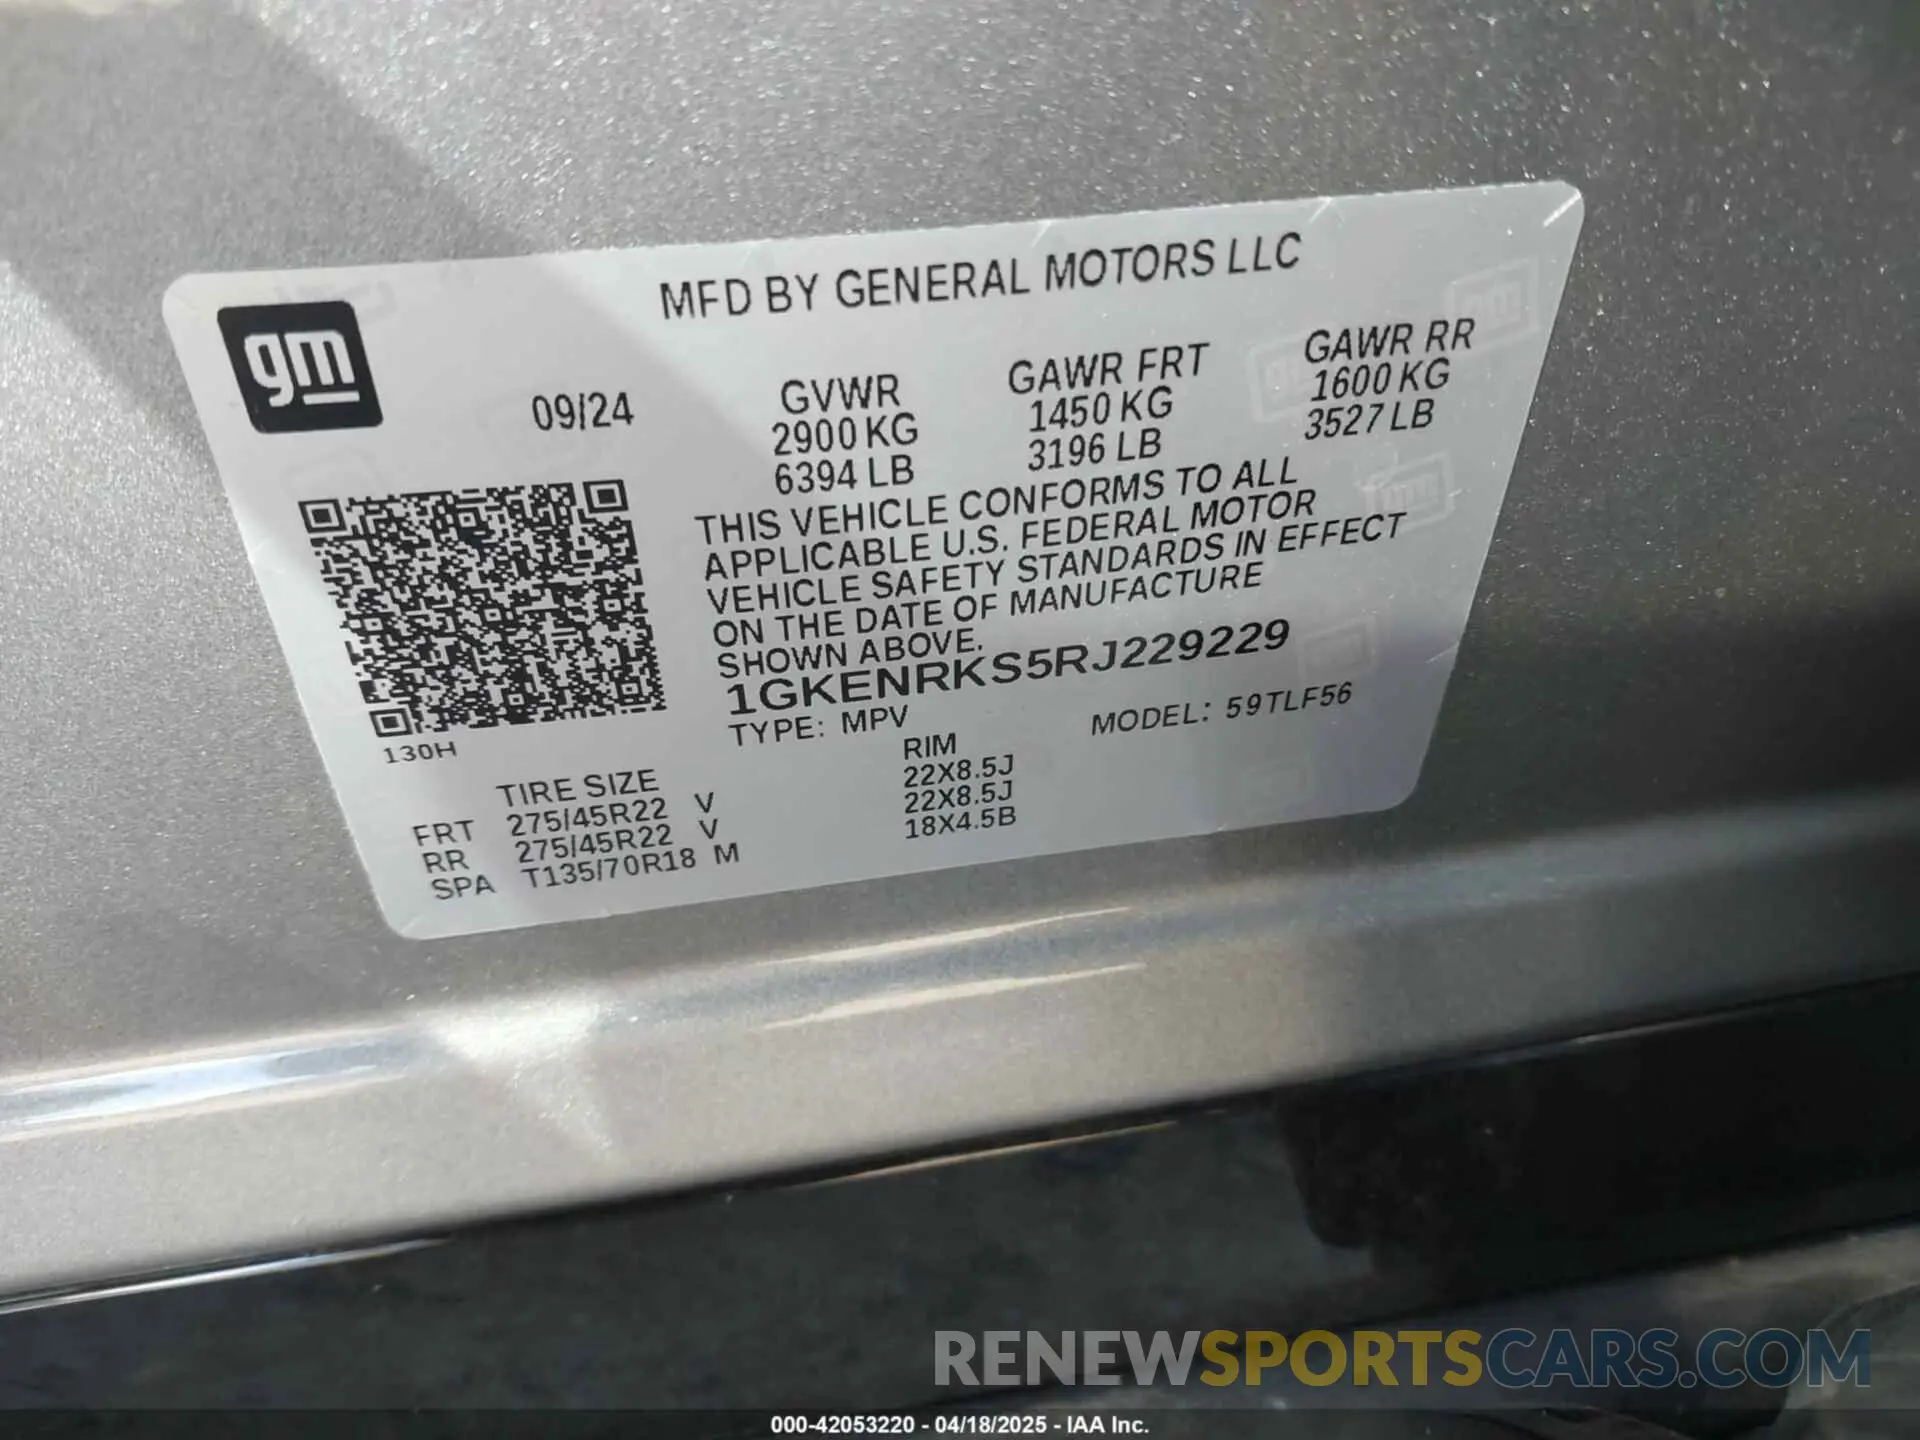 MFD BY GENERAL MOTORS LLC
gm
09/24
GVWR
2900 KG
6394 LB
GAWR FRT
1450 KG
3196 LB
GAWR RR
1600 KG
3527 LB
THIS VEHICLE CONFORMS TO ALL
APPLICABLE U.S. FEDERAL MOTOR
VEHICLE SAFETY STANDARDS IN EFFECT
ON THE DATE OF MANUFACTURE
SHOWN ABOVE.
1GKENRKS5RJ229229
TYPE: MPV
MODEL: 59TLF56
130H
TIRE SIZE
RIM
FRT 275/45R22 V 22X8.5J
RR 275/45R22 V 22X8.5J
SPA T135/70R18 M 18X4.5B
RENEWSPORTSCARS.COM
000-42053220 - 04/18/2025 - IAA Inc.